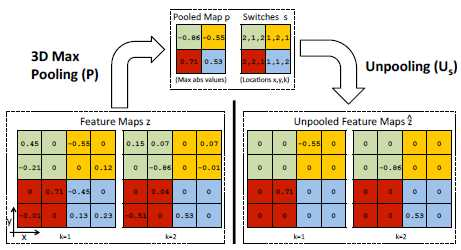 Pooled Map p Switches s
-0.86 -0.55 2,1,2 1,2,1
0.71 0.53 2,2,1 1,1,2
(Max abs values) (Locations x,y,k)
3D Max
Pooling (P)
Unpooling (Us)
Feature Maps z
0.45 0 -0.55 0 0.15 0.07 0 0.07
-0.21 0 0 0.12 0 -0.86 0 -0.01
0 0.71 -0.45 0 0 0.04 0 0
-0.01 0 0.13 0.23 -0.51 0 0.53 0
y
x
k=1 k=2
Unpooled Feature Maps ẑ
0 0 -0.55 0 0 0 0 0
0 0 0 0 0 -0.86 0 0
0 0.71 0 0 0 0 0 0
0 0 0 0 0 0 0.53 0
k=1 k=2